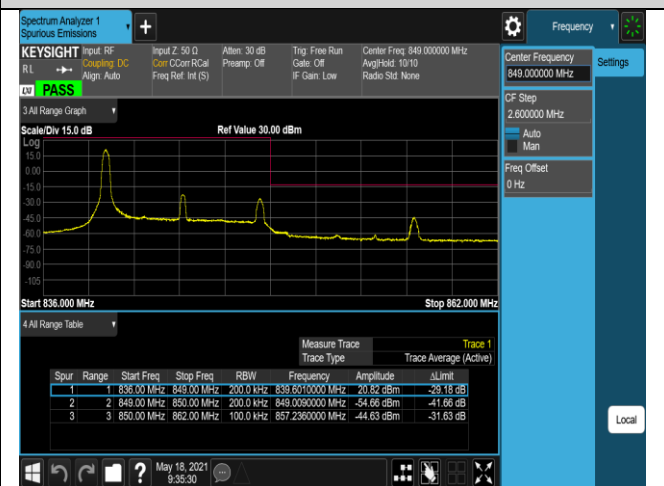 Spectrum Analyzer 1
Spurious Emissions
▾
+
Frequency
▾
KEYSIGHT
RL
LXI PASS
Input: RF
Coupling: DC
Align: Auto
Input Z: 50 Ω
Corr CCorr RCal
Freq Ref: Int (S)
Atten: 30 dB
Preamp: Off
Trig: Free Run
Gate: Off
IF Gain: Low
Center Freq: 849.000000 MHz
Avg|Hold: 10/10
Radio Std: None
Center Frequency
849.000000 MHz
Settings
CF Step
2.600000 MHz
Auto
Man
Freq Offset
0 Hz
Local
3 All Range Graph ▾
Scale/Div 15.0 dB
Ref Value 30.00 dBm
Log
15.0
0.00
-15.0
-30.0
-45.0
-60.0
-75.0
-90.0
-105
Start 836.000 MHz
Stop 862.000 MHz
4 All Range Table ▾
Measure Trace Trace 1
Trace Type Trace Average (Active)
Spur Range Start Freq Stop Freq RBW Frequency Amplitude ΔLimit
1 1 836.00 MHz 849.00 MHz 200.0 kHz 839.6010000 MHz 20.82 dBm -29.18 dB
2 2 849.00 MHz 850.00 MHz 200.0 kHz 849.0090000 MHz -54.66 dBm -41.66 dB
3 3 850.00 MHz 862.00 MHz 100.0 kHz 857.2360000 MHz -44.63 dBm -31.63 dB
?
May 18, 2021
9:35:30